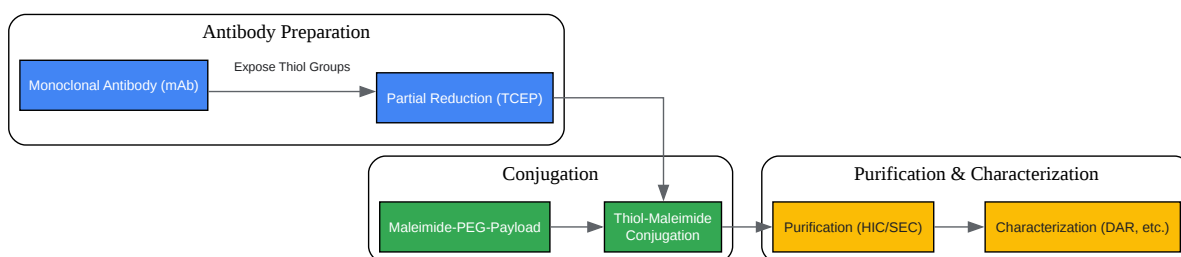 Antibody Preparation
Monoclonal Antibody (mAb)
Expose Thiol Groups
Partial Reduction (TCEP)
Conjugation
Maleimide-PEG-Payload
Thiol-Maleimide
Conjugation
Purification & Characterization
Purification (HIC/SEC)
Characterization (DAR, etc.)